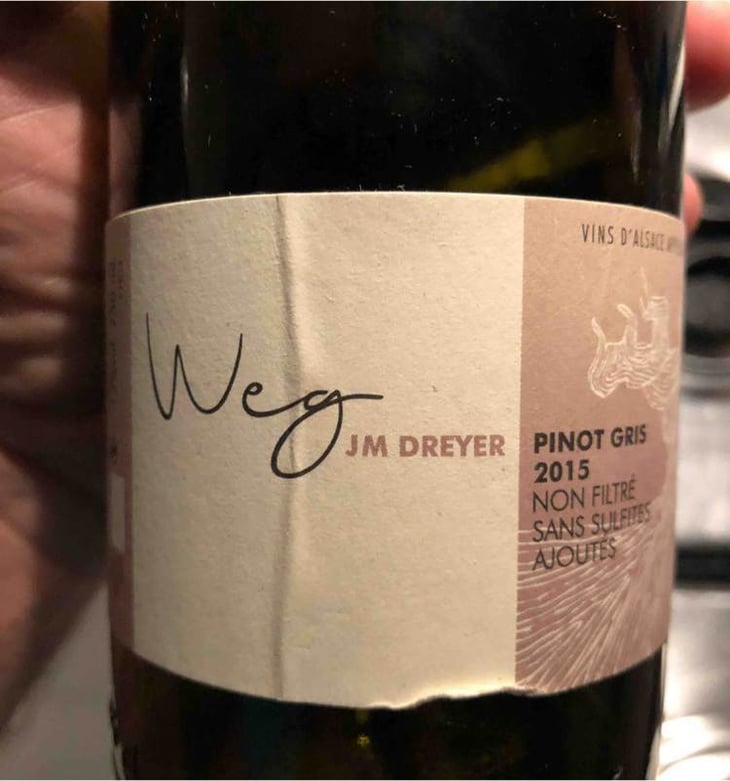 Weg
JM DREYER
VINS D'ALSACE
PINOT GRIS
2015
NON FILTRÉ
SANS SULFITES
AJOUTÉS